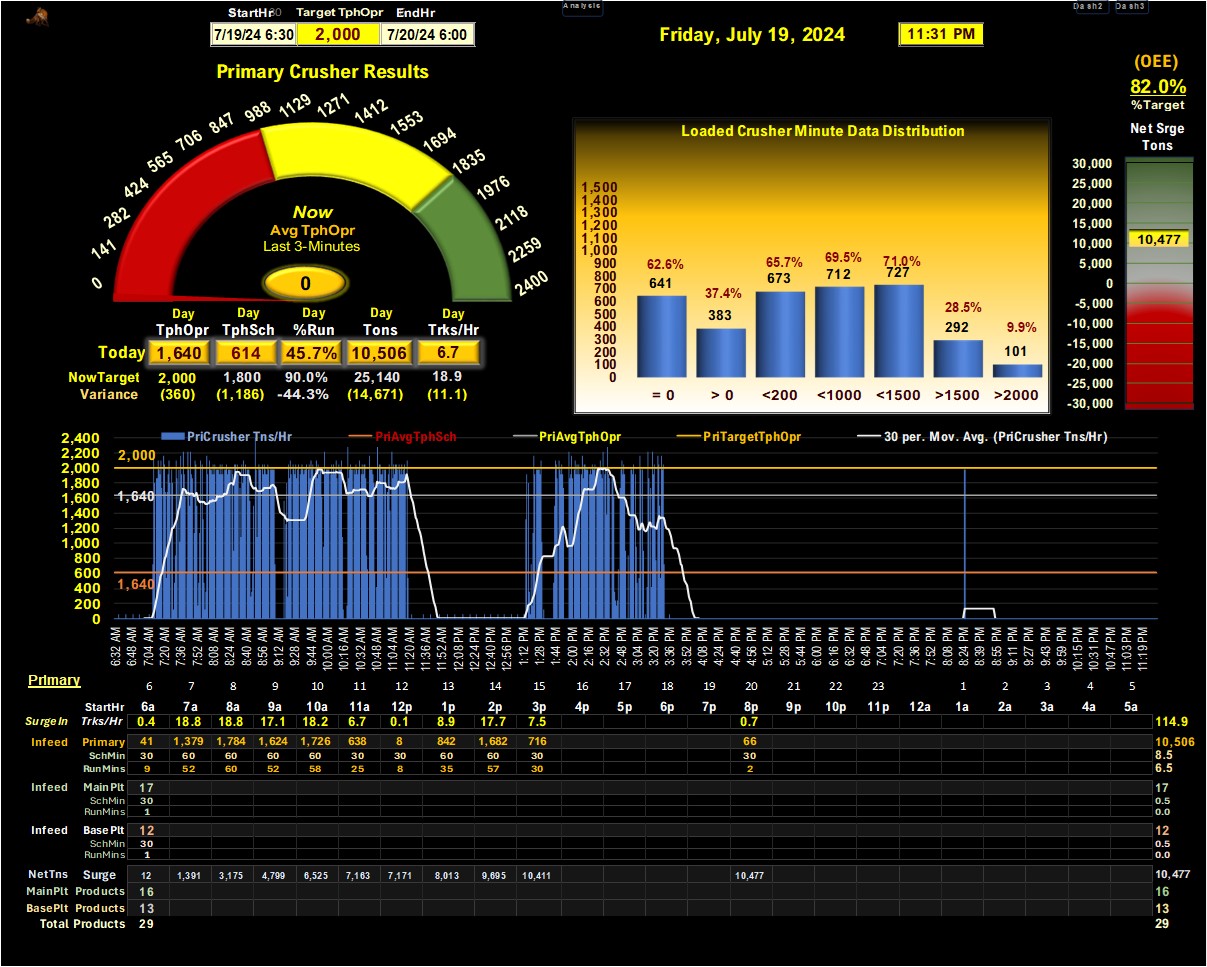 Analysis
Dash2 Dash3
StartHr 30 Target TphOpr EndHr
7/19/24 6:30 2,000 7/20/24 6:00
Friday, July 19, 2024
11:31 PM
(OEE)
82.0%
%Target
Net Srge
Tons
Primary Crusher Results
0 141 282 424 565 706 847 988 1129 1271 1412 1553 1694 1835 1976 2118 2259 2400
Now
Avg TphOpr
Last 3-Minutes
0
Day Day Day Day Day
TphOpr TphSch %Run Tons Trks/Hr
Today 1,640 614 45.7% 10,506 6.7
NowTarget 2,000 1,800 90.0% 25,140 18.9
Variance (360) (1,186) -44.3% (14,671) (11.1)
Loaded Crusher Minute Data Distribution
1,500
1,400
1,300
1,200
1,100
1,000
900
800
700
600
500
400
300
200
100
0
62.6% 37.4% 65.7% 69.5% 71.0% 28.5% 9.9%
641 383 673 712 727 292 101
= 0 > 0 <200 <1000 <1500 >1500 >2000
30,000
25,000
20,000
15,000
10,000
5,000
0
-5,000
-10,000
-15,000
-20,000
-25,000
-30,000
10,477
PriCrusher Tns/Hr PriAvgTphSch PriAvgTphOpr PriTargetTphOpr 30 per. Mov. Avg. (PriCrusher Tns/Hr)
2,400
2,200
2,000
1,800
1,600
1,400
1,200
1,000
800
600
400
200
0
2,000
1,640
1,640
6:32 AM 6:48 AM 7:04 AM 7:20 AM 7:36 AM 7:52 AM 8:08 AM 8:24 AM 8:40 AM 8:56 AM 9:12 AM 9:28 AM 9:44 AM 10:00 AM 10:16 AM 10:32 AM 10:48 AM 11:04 AM 11:20 AM 11:36 AM 11:52 AM 12:08 PM 12:24 PM 12:40 PM 12:56 PM 1:12 PM 1:28 PM 1:44 PM 2:00 PM 2:16 PM 2:32 PM 2:48 PM 3:04 PM 3:20 PM 3:36 PM 3:52 PM 4:08 PM 4:24 PM 4:40 PM 4:56 PM 5:12 PM 5:28 PM 5:44 PM 6:00 PM 6:16 PM 6:32 PM 6:48 PM 7:04 PM 7:20 PM 7:36 PM 7:52 PM 8:08 PM 8:24 PM 8:40 PM 8:55 PM 9:11 PM 9:27 PM 9:43 PM 9:59 PM 10:15 PM 10:31 PM 10:47 PM 11:03 PM 11:19 PM
Primary
6 7 8 9 10 11 12 13 14 15 16 17 18 19 20 21 22 23 1 2 3 4 5
StartHr 6a 7a 8a 9a 10a 11a 12p 1p 2p 3p 4p 5p 6p 7p 8p 9p 10p 11p 12a 1a 2a 3a 4a 5a
SurgeIn Trks/Hr 0.4 18.8 18.8 17.1 18.2 6.7 0.1 8.9 17.7 7.5 0.7 114.9
Infeed Primary 41 1,379 1,784 1,624 1,726 638 8 842 1,682 716 66 10,506
SchMin 30 60 60 60 60 30 30 60 60 30 30 8.5
RunMins 9 52 60 52 58 25 8 35 57 30 2 6.5
Infeed MainPlt 17 17
SchMin 30 0.5
RunMins 1 0.0
Infeed BasePlt 12 12
SchMin 30 0.5
RunMins 1 0.0
NetTns Surge 12 1,391 3,175 4,799 6,525 7,163 7,171 8,013 9,695 10,411 10,477 10,477
MainPlt Products 16 16
BasePlt Products 13 13
Total Products 29 29